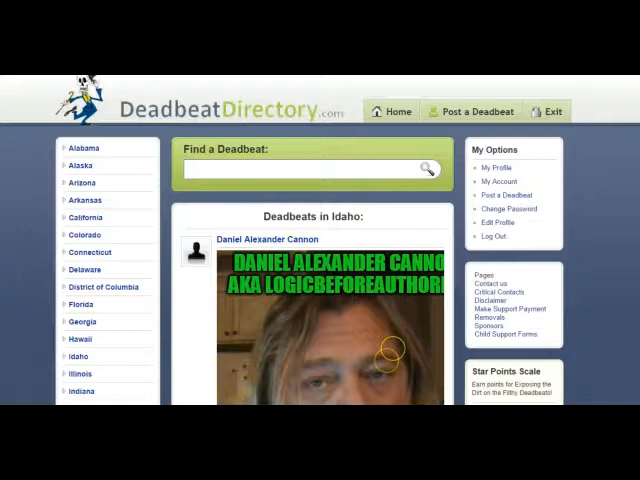 DeadbeatDirectory.com
Home
Post a Deadbeat
Exit
Alabama
Alaska
Arizona
Arkansas
California
Colorado
Connecticut
Delaware
District of Columbia
Florida
Georgia
Hawaii
Idaho
Illinois
Indiana
Find a Deadbeat:
Deadbeats in Idaho:
Daniel Alexander Cannon
DANIEL ALEXANDER CANNO
AKA LOGICBEFOREAUTHORI
My Options
My Profile
My Account
Post a Deadbeat
Change Password
Edit Profile
Log Out
Pages
Contact us
Critical Contacts
Disclaimer
Make Support Payment
Removals
Sponsors
Child Support Forms
Star Points Scale
Earn points for Exposing the
Dirt on the Filthy Deadbeats!